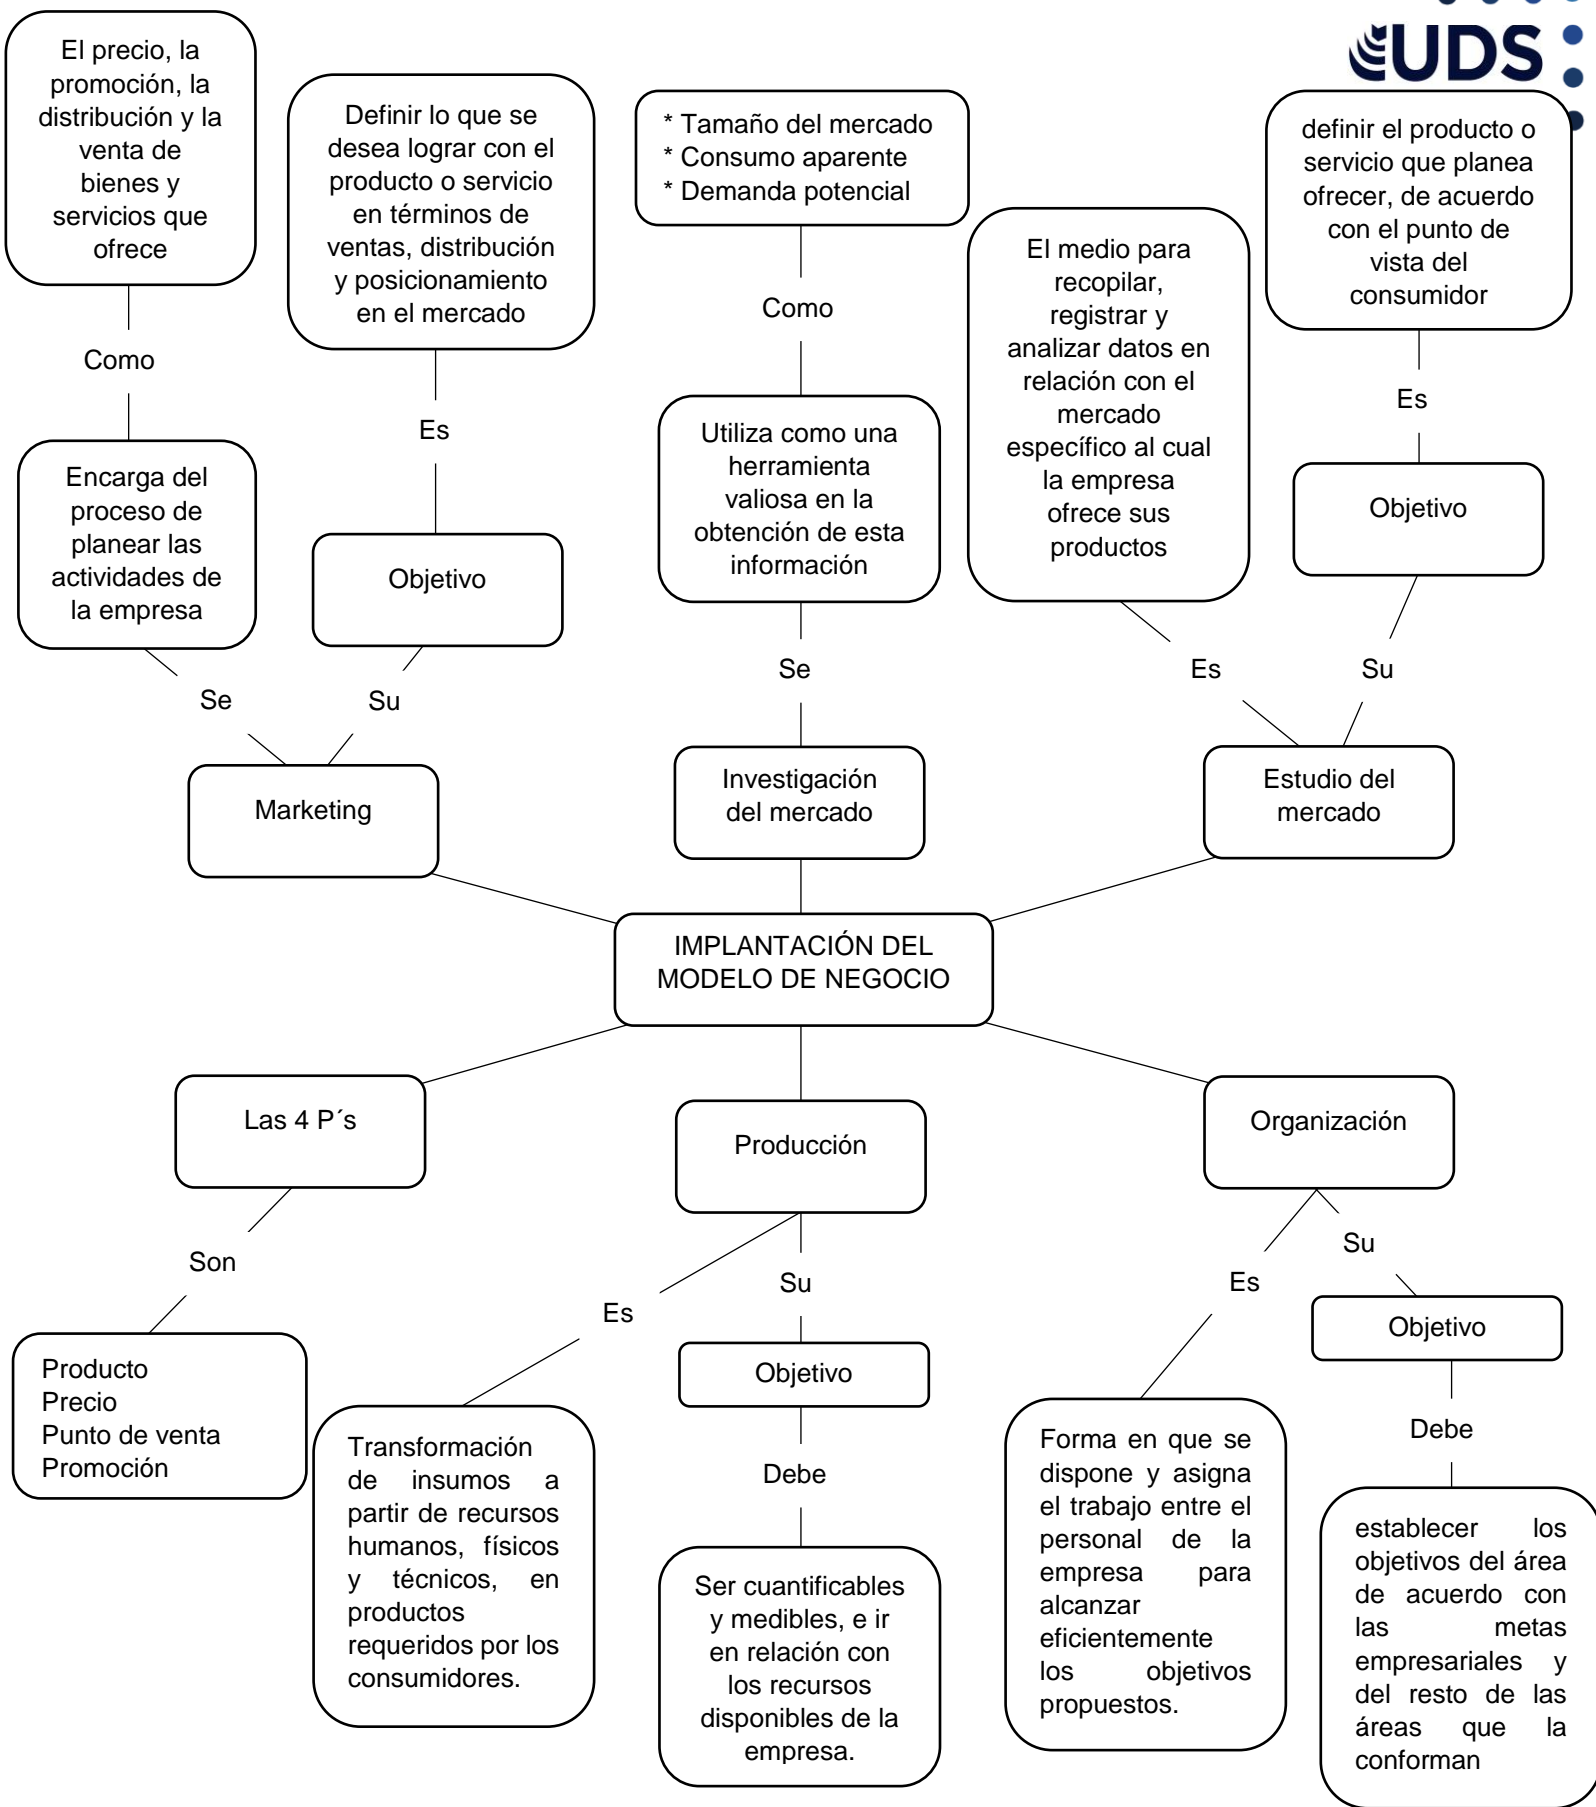 UDS
El precio, la
promoción, la
distribución y la
venta de
bienes y
servicios que
ofrece
Definir lo que se
desea lograr con el
producto o servicio
en términos de
ventas, distribución
y posicionamiento
en el mercado
* Tamaño del mercado
* Consumo aparente
* Demanda potencial
El medio para
recopilar,
registrar y
analizar datos en
relación con el
mercado
específico al cual
la empresa
ofrece sus
productos
definir el producto o
servicio que planea
ofrecer, de acuerdo
con el punto de
vista del
consumidor
Como
Es
Como
Es
Encarga del
proceso de
planear las
actividades de
la empresa
Objetivo
Utiliza como una
herramienta
valiosa en la
obtención de esta
información
Objetivo
Se
Su
Se
Es
Su
Marketing
Investigación
del mercado
Estudio del
mercado
IMPLANTACIÓN DEL
MODELO DE NEGOCIO
Las 4 P´s
Producción
Organización
Son
Es
Su
Es
Su
Producto
Precio
Punto de venta
Promoción
Objetivo
Objetivo
Transformación
de insumos a
partir de recursos
humanos, físicos
y técnicos, en
productos
requeridos por los
consumidores.
Debe
Ser cuantificables
y medibles, e ir
en relación con
los recursos
disponibles de la
empresa.
Forma en que se
dispone y asigna
el trabajo entre el
personal de la
empresa para
alcanzar
eficientemente
los objetivos
propuestos.
Debe
establecer los
objetivos del área
de acuerdo con
las metas
empresariales y
del resto de las
áreas que la
conforman